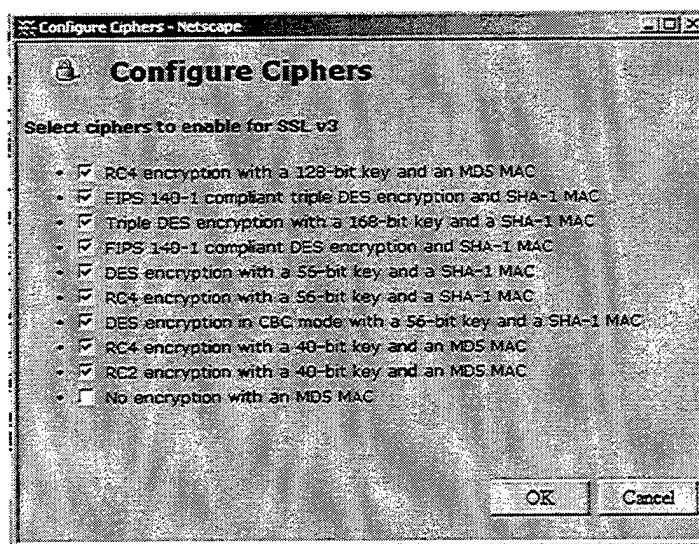 Configure Ciphers - Netscape
Configure Ciphers
Select ciphers to enable for SSL v3
RC4 encryption with a 128-bit key and an MD5 MAC
FIPS 140-1 compliant triple DES encryption and SHA-1 MAC
Triple DES encryption with a 168-bit key and a SHA-1 MAC
FIPS 140-1 compliant DES encryption and SHA-1 MAC
DES encryption with a 56-bit key and a SHA-1 MAC
RC4 encryption with a 56-bit key and a SHA-1 MAC
DES encryption in CBC mode with a 56-bit key and a SHA-1 MAC
RC4 encryption with a 40-bit key and an MD5 MAC
RC2 encryption with a 40-bit key and an MD5 MAC
No encryption with an MD5 MAC
OK Cancel